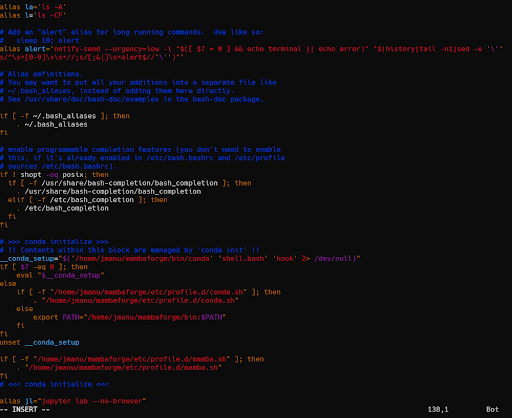 alias la='ls -A'
alias l='ls -CF'
# Add an "alert" alias for long running commands.  Use like so:
#   sleep 10; alert
alias alert='notify-send --urgency=low -i "$([ $? = 0 ] && echo terminal || echo error)" "$(history|tail -n1|sed -e '\''
s/^\s*[0-9]\+\s*//;s/[;&|]\s*alert$//'\'')"'
# Alias definitions.
# You may want to put all your additions into a separate file like
# ~/.bash_aliases, instead of adding them here directly.
# See /usr/share/doc/bash-doc/examples in the bash-doc package.
if [ -f ~/.bash_aliases ]; then
    . ~/.bash_aliases
fi
# enable programmable completion features (you don't need to enable
# this, if it's already enabled in /etc/bash.bashrc and /etc/profile
# sources /etc/bash.bashrc).
if ! shopt -oq posix; then
  if [ -f /usr/share/bash-completion/bash_completion ]; then
    . /usr/share/bash-completion/bash_completion
  elif [ -f /etc/bash_completion ]; then
    . /etc/bash_completion
  fi
fi
# >>> conda initialize >>>
# !! Contents within this block are managed by 'conda init' !!
__conda_setup="$('/home/jmanu/mambaforge/bin/conda' 'shell.bash' 'hook' 2> /dev/null)"
if [ $? -eq 0 ]; then
    eval "$__conda_setup"
else
    if [ -f "/home/jmanu/mambaforge/etc/profile.d/conda.sh" ]; then
        . "/home/jmanu/mambaforge/etc/profile.d/conda.sh"
    else
        export PATH="/home/jmanu/mambaforge/bin:$PATH"
    fi
fi
unset __conda_setup
if [ -f "/home/jmanu/mambaforge/etc/profile.d/mamba.sh" ]; then
    . "/home/jmanu/mambaforge/etc/profile.d/mamba.sh"
fi
# <<< conda initialize <<<
alias jl="jupyter lab --no-browser"
-- INSERT -- 138,1 Bot